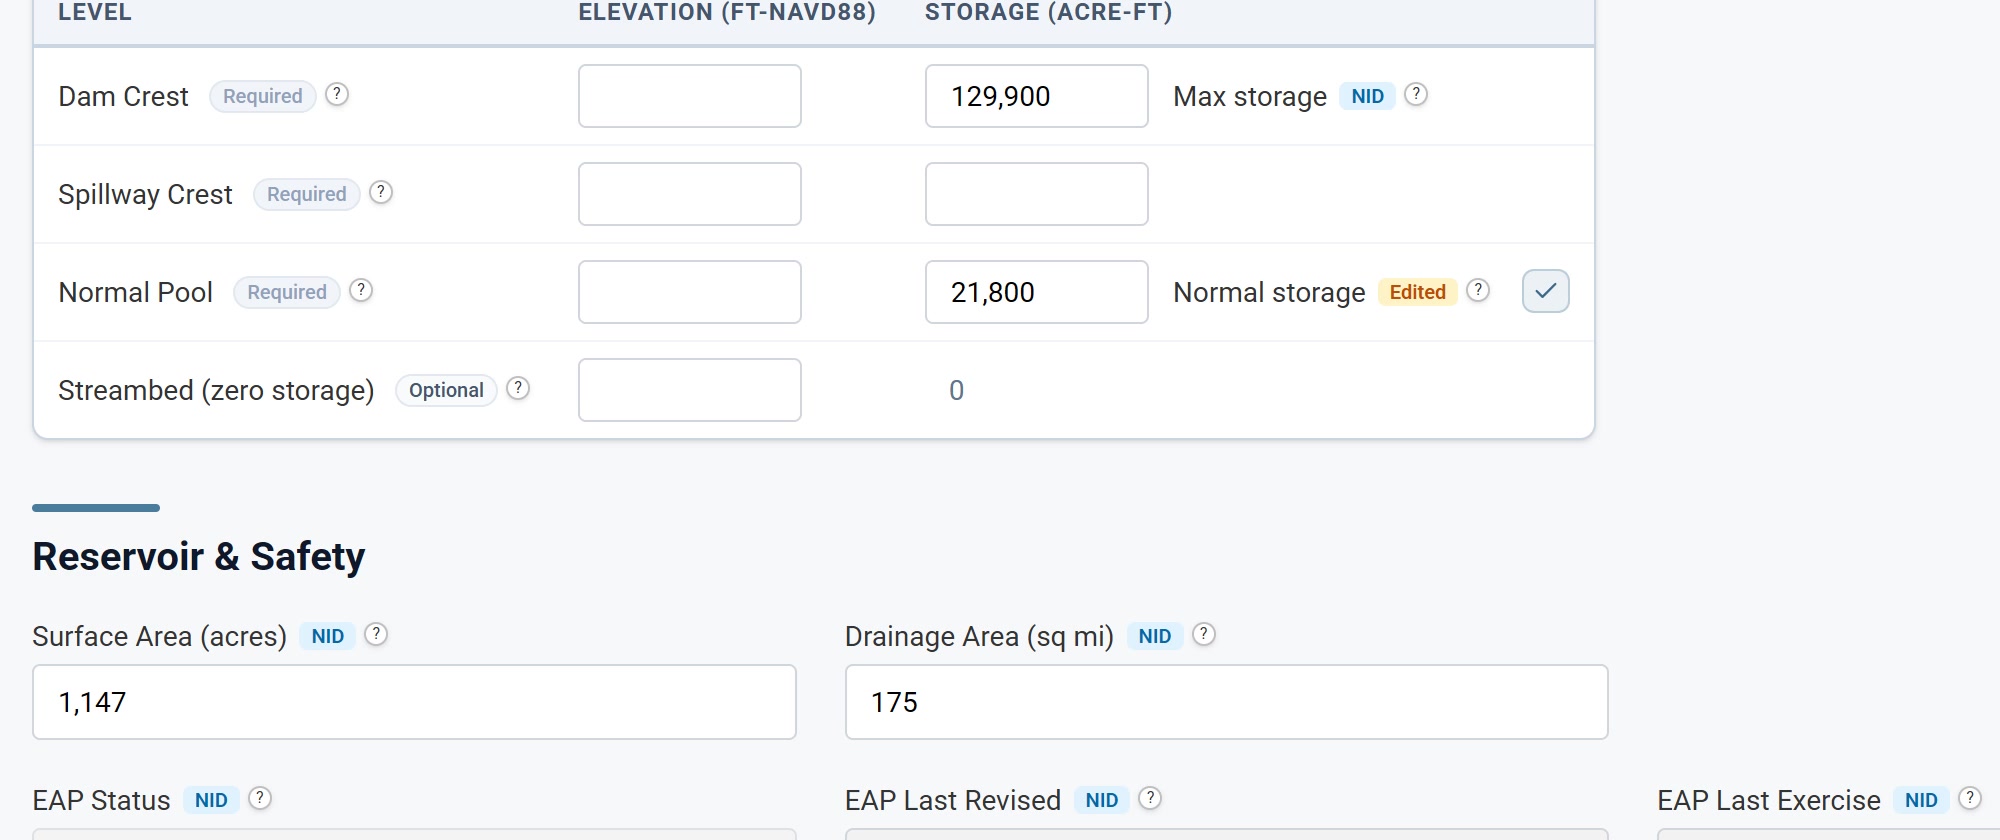 LEVEL ELEVATION (FT-NAVD88) STORAGE (ACRE-FT)
Dam Crest Required ? 129,900 Max storage NID ?
Spillway Crest Required ?
Normal Pool Required ? 21,800 Normal storage Edited ?
Streambed (zero storage) Optional ? 0
Reservoir & Safety
Surface Area (acres) NID ? Drainage Area (sq mi) NID ?
1,147 175
EAP Status NID ? EAP Last Revised NID ? EAP Last Exercise NID ?